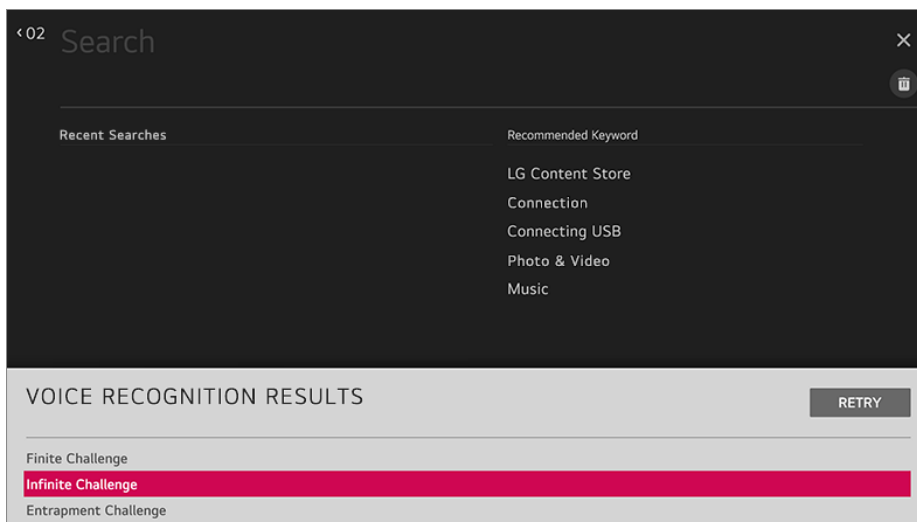 ‹02 Search
Recent Searches
Recommended Keyword
LG Content Store
Connection
Connecting USB
Photo & Video
Music
VOICE RECOGNITION RESULTS
RETRY
Finite Challenge
Infinite Challenge
Entrapment Challenge